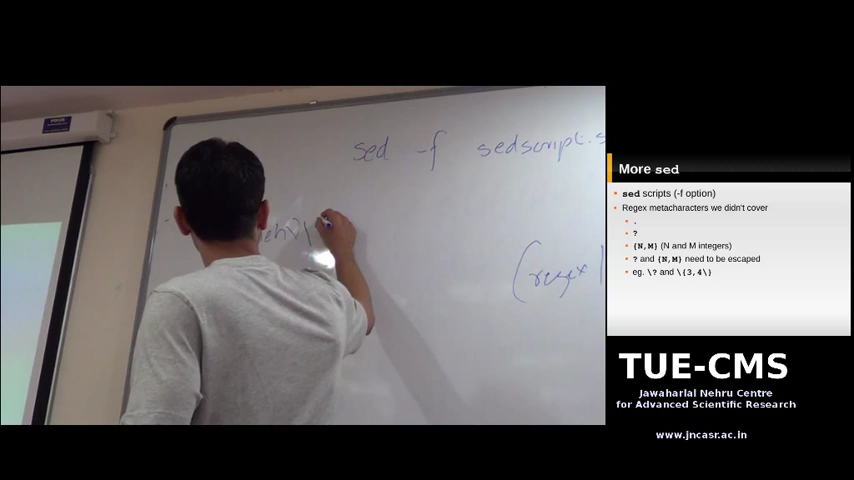 sed -f sedscript.s
(regex |
More sed
sed scripts (-f option)
Regex metacharacters we didn't cover
.
?
{N,M} (N and M integers)
? and {N,M} need to be escaped
eg. \? and \{3,4\}
TUE-CMS
Jawaharlal Nehru Centre
for Advanced Scientific Research
www.jncasr.ac.in